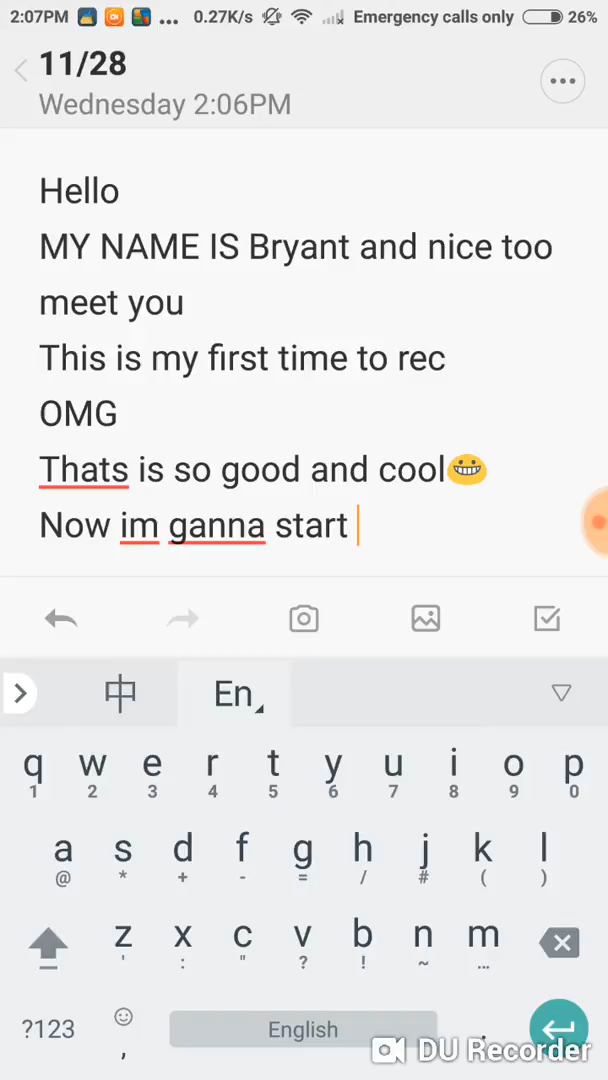 2:07PM ... 0.27K/s Emergency calls only 26%
11/28
Wednesday 2:06PM
Hello
MY NAME IS Bryant and nice too
meet you
This is my first time to rec
OMG
Thats is so good and cool😀
Now im ganna start
中 En
q w e r t y u i o p
1 2 3 4 5 6 7 8 9 0
a s d f g h j k l
@ * + - = / # ( )
z x c v b n m
' : " ? ! ~ ...
?123 , English .
DU Recorder